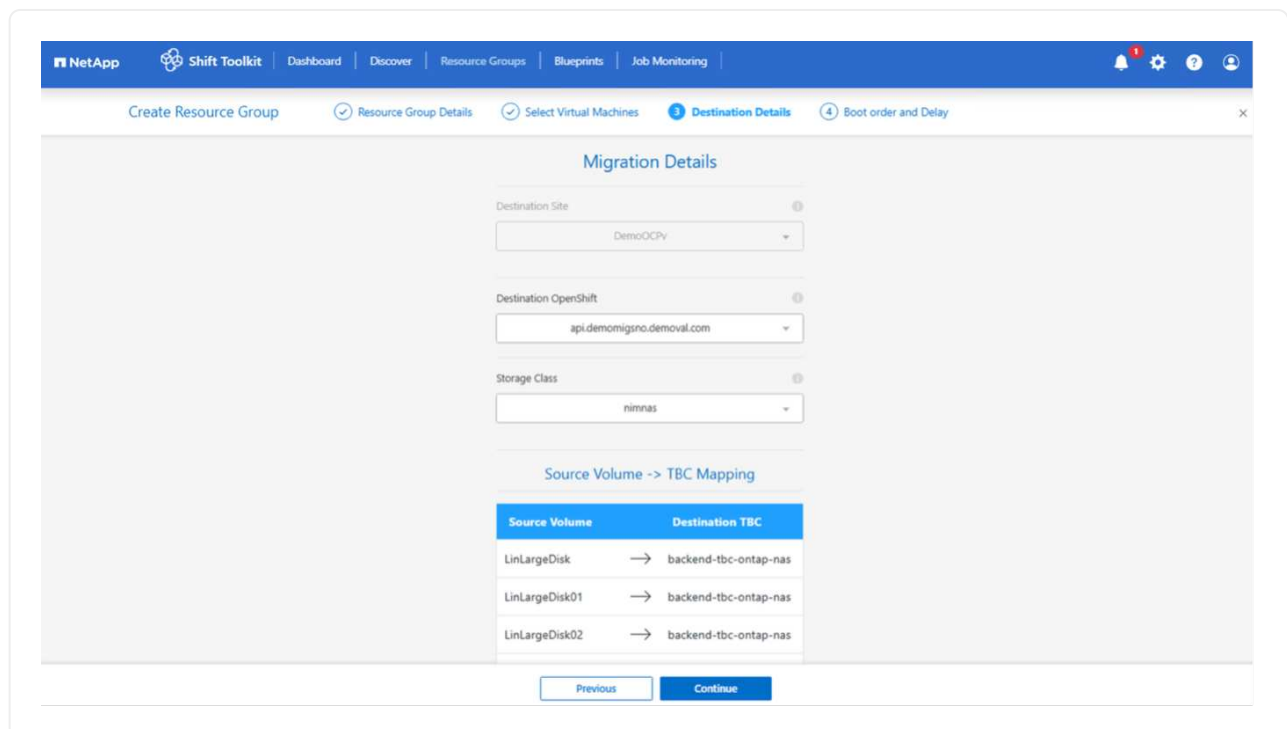 NetApp Shift Toolkit Dashboard Discover Resource Groups Blueprints Job Monitoring 1 ?
Create Resource Group Resource Group Details Select Virtual Machines 3 Destination Details 4 Boot order and Delay ×
Migration Details
Destination Site
DemoOCPv
Destination OpenShift
api.demomigsno.demoval.com
Storage Class
nimnas
Source Volume -> TBC Mapping
Source Volume Destination TBC
LinLargeDisk → backend-tbc-ontap-nas
LinLargeDisk01 → backend-tbc-ontap-nas
LinLargeDisk02 → backend-tbc-ontap-nas
Previous Continue